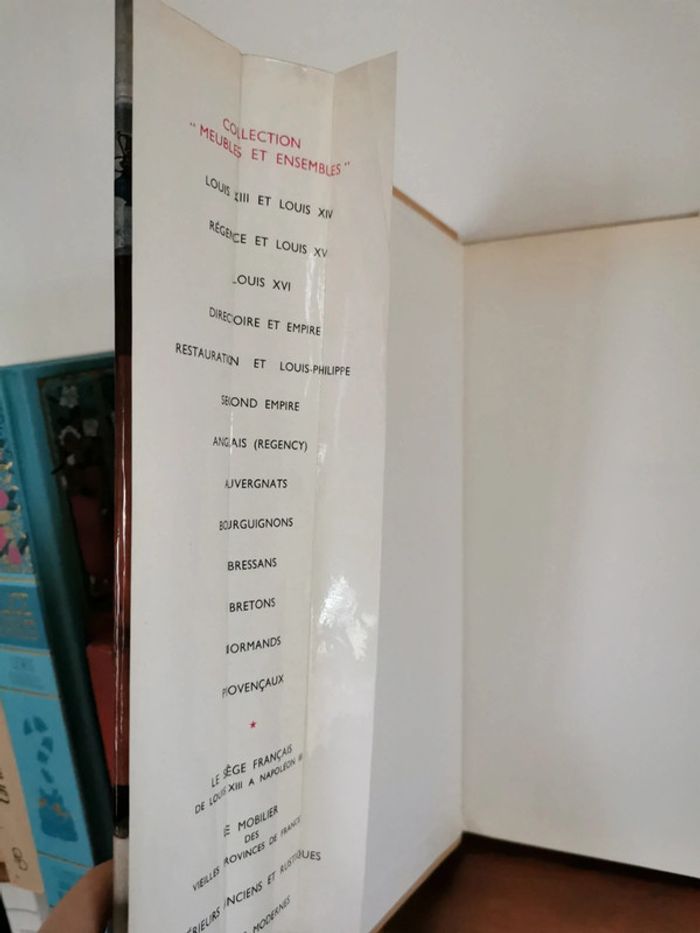 COLLECTION
"MEUBLES ET ENSEMBLES"
LOUIS XIII ET LOUIS XIV
RÉGENCE ET LOUIS XV
LOUIS XVI
DIRECTOIRE ET EMPIRE
RESTAURATION ET LOUIS-PHILIPPE
SECOND EMPIRE
ANGLAIS (REGENCY)
AUVERGNATS
BOURGUIGNONS
BRESSANS
BRETONS
NORMANDS
PROVENÇAUX
★
LE SIÈGE FRANÇAIS
DE LOUIS XIII A NAPOLÉON III
LE MOBILIER
DES
VIEILLES PROVINCES DE FRANCE
ANCIENS ET RUSTIQUES
MODERNES